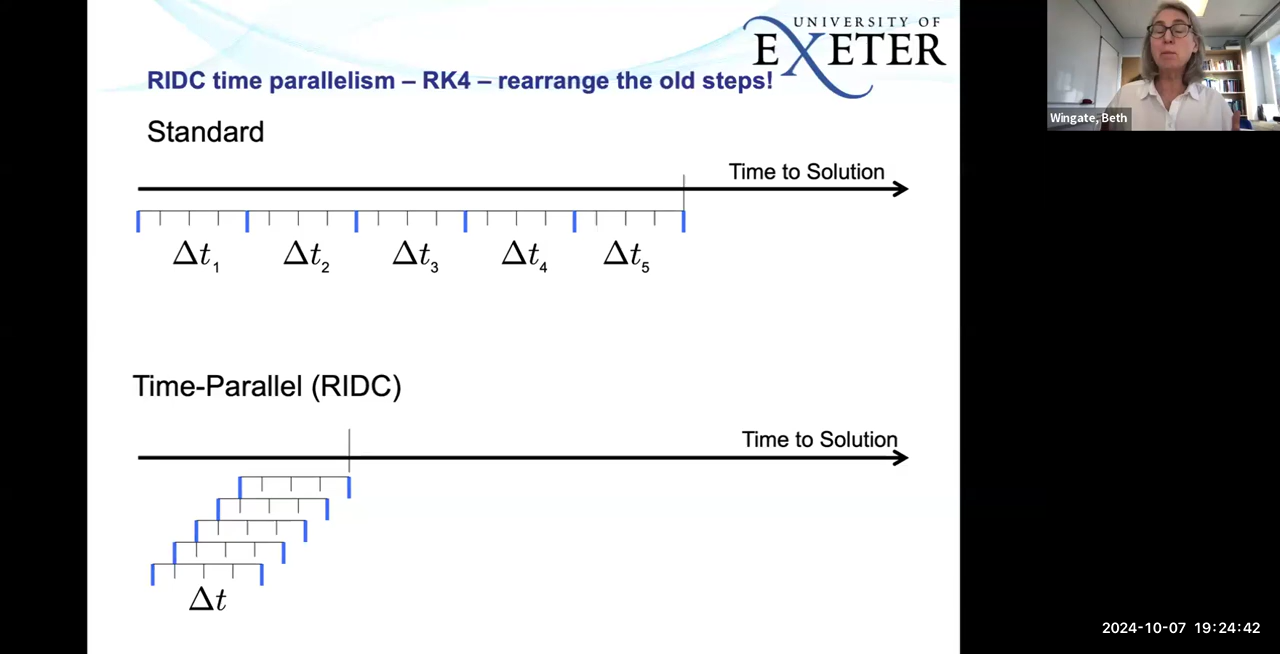 UNIVERSITY OF
EXETER
RIDC time parallelism – RK4 – rearrange the old steps!
Standard
Time to Solution
Δt₁ Δt₂ Δt₃ Δt₄ Δt₅
Time-Parallel (RIDC)
Time to Solution
Δt
Wingate, Beth
2024-10-07 19:24:42